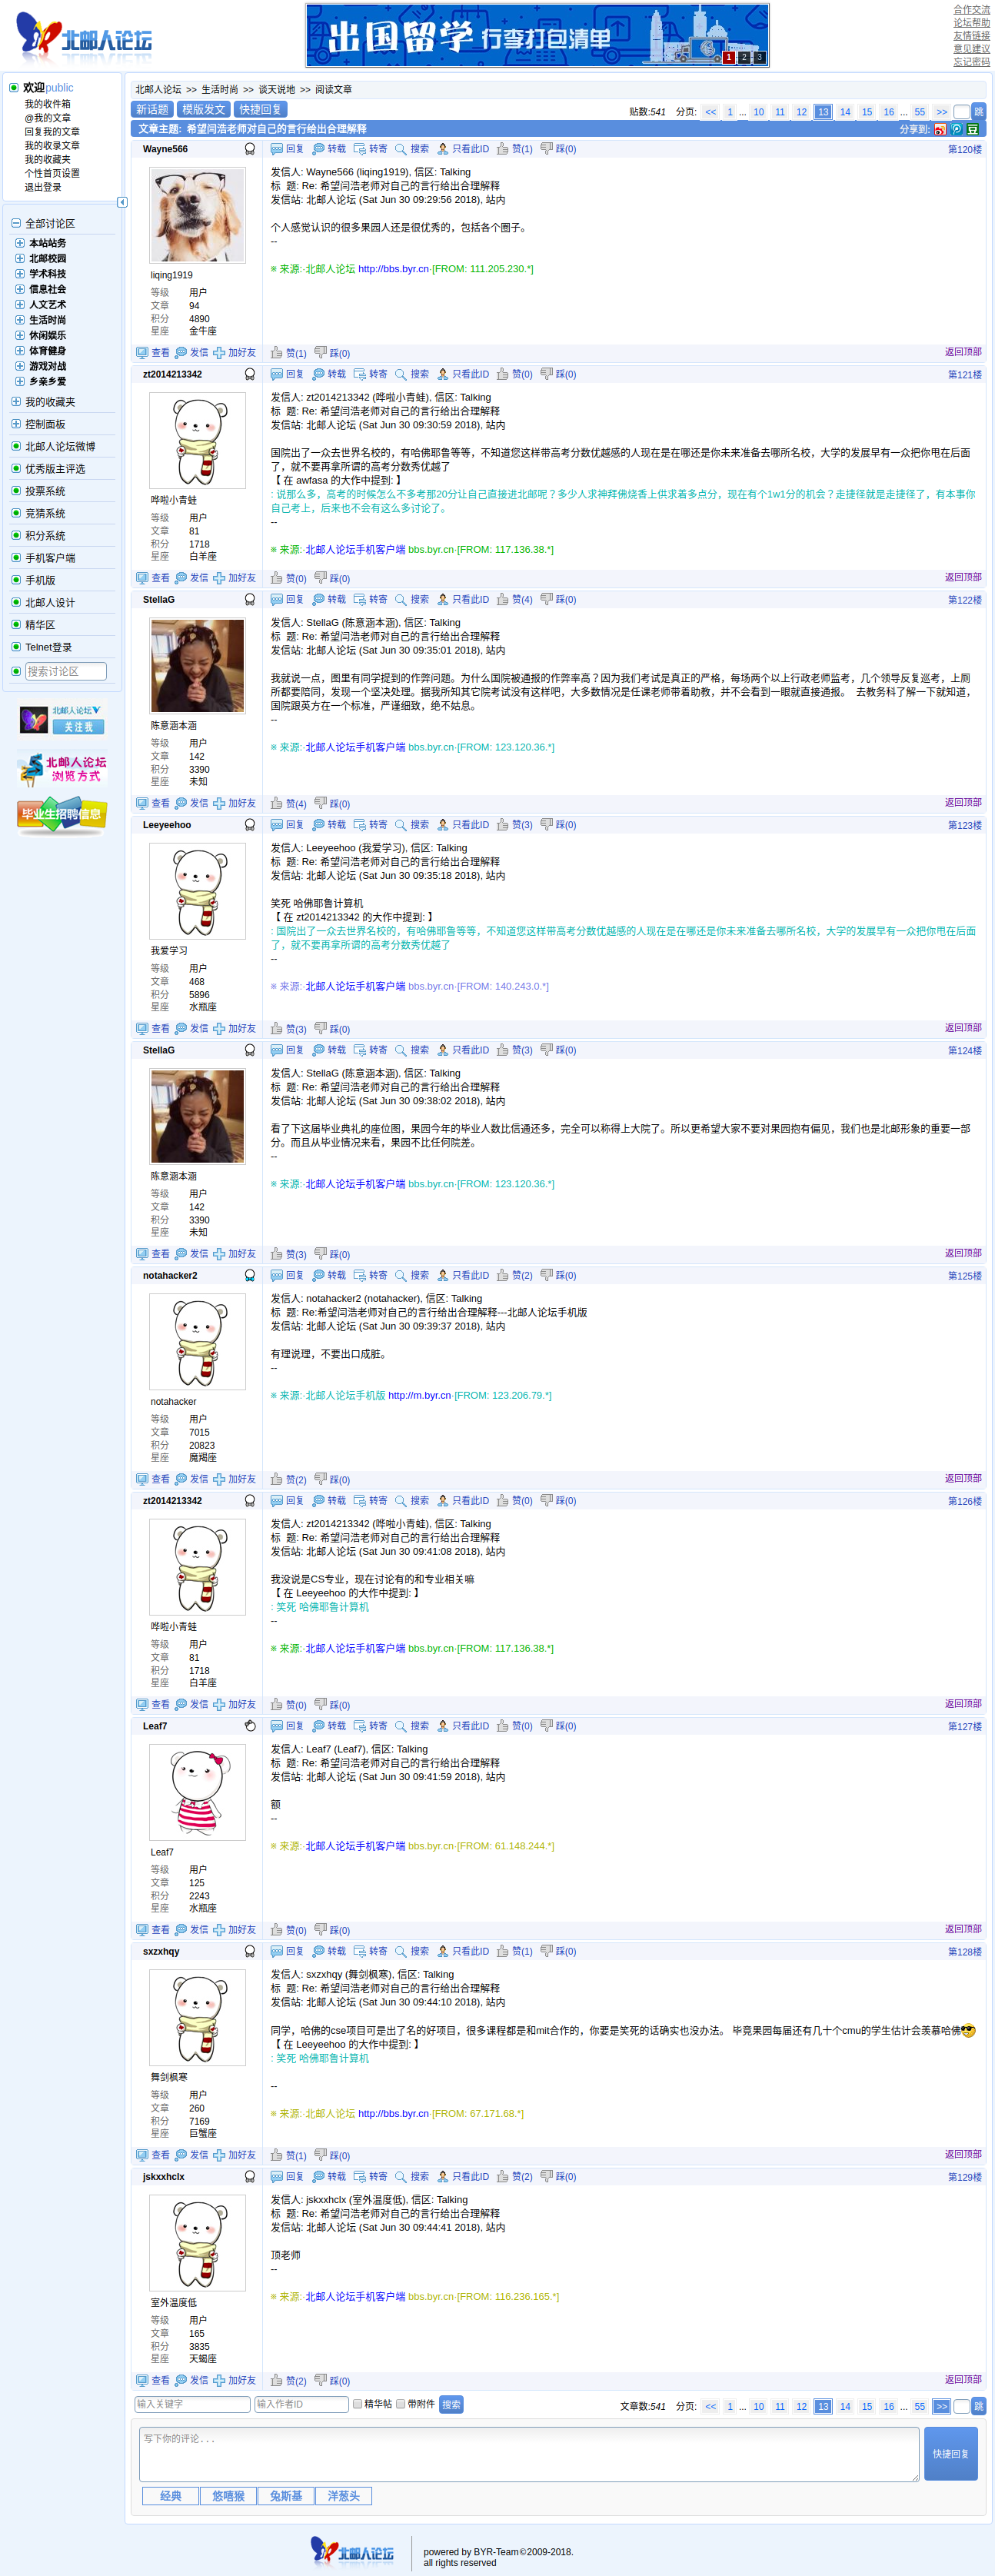 北邮人论坛
出国留学 行李打包清单
1 2 3
合作交流
论坛帮助
友情链接
意见建议
忘记密码
欢迎public
我的收件箱
@我的文章
回复我的文章
我的收录文章
我的收藏夹
个性首页设置
退出登录
全部讨论区
本站站务
北邮校园
学术科技
信息社会
人文艺术
生活时尚
休闲娱乐
体育健身
游戏对战
乡亲乡爱
我的收藏夹
控制面板
北邮人论坛微博
优秀版主评选
投票系统
竞猜系统
积分系统
手机客户端
手机版
北邮人设计
精华区
Telnet登录
搜索讨论区
北邮人论坛
关注我
北邮人论坛
浏览方式
毕业生招聘信息
北邮人论坛 >> 生活时尚 >> 谈天说地 >> 阅读文章
新话题 模版发文 快捷回复
贴数:541 分页: << 1 ... 10 11 12 13 14 15 16 ... 55 >> 跳
文章主题: 希望闫浩老师对自己的言行给出合理解释
分享到:
Wayne566 回复 转载 转寄 搜索 只看此ID 赞(1) 踩(0) 第120楼
liqing1919
等级 用户
文章 94
积分 4890
星座 金牛座
发信人: Wayne566 (liqing1919), 信区: Talking
标 题: Re: 希望闫浩老师对自己的言行给出合理解释
发信站: 北邮人论坛 (Sat Jun 30 09:29:56 2018), 站内
个人感觉认识的很多果园人还是很优秀的，包括各个圈子。
--
※ 来源:·北邮人论坛 http://bbs.byr.cn·[FROM: 111.205.230.*]
查看 发信 加好友 赞(1) 踩(0) 返回顶部
zt2014213342 回复 转载 转寄 搜索 只看此ID 赞(0) 踩(0) 第121楼
哗啦小青蛙
等级 用户
文章 81
积分 1718
星座 白羊座
发信人: zt2014213342 (哗啦小青蛙), 信区: Talking
标 题: Re: 希望闫浩老师对自己的言行给出合理解释
发信站: 北邮人论坛 (Sat Jun 30 09:30:59 2018), 站内
国院出了一众去世界名校的，有哈佛耶鲁等等，不知道您这样带高考分数优越感的人现在是在哪还是你未来准备去哪所名校，大学的发展早有一众把你甩在后面
了，就不要再拿所谓的高考分数秀优越了
【 在 awfasa 的大作中提到: 】
: 说那么多，高考的时候怎么不多考那20分让自己直接进北邮呢？多少人求神拜佛烧香上供求着多点分，现在有个1w1分的机会？走捷径就是走捷径了，有本事你
自己考上，后来也不会有这么多讨论了。
--
※ 来源:·北邮人论坛手机客户端 bbs.byr.cn·[FROM: 117.136.38.*]
查看 发信 加好友 赞(0) 踩(0) 返回顶部
StellaG 回复 转载 转寄 搜索 只看此ID 赞(4) 踩(0) 第122楼
陈意涵本涵
等级 用户
文章 142
积分 3390
星座 未知
发信人: StellaG (陈意涵本涵), 信区: Talking
标 题: Re: 希望闫浩老师对自己的言行给出合理解释
发信站: 北邮人论坛 (Sat Jun 30 09:35:01 2018), 站内
我就说一点，图里有同学提到的作弊问题。为什么国院被通报的作弊率高？因为我们考试是真正的严格，每场两个以上行政老师监考，几个领导反复巡考，上厕
所都要陪同，发现一个坚决处理。据我所知其它院考试没有这样吧，大多数情况是任课老师带着助教，并不会看到一眼就直接通报。 去教务科了解一下就知道，
国院跟英方在一个标准，严谨细致，绝不姑息。
--
※ 来源:·北邮人论坛手机客户端 bbs.byr.cn·[FROM: 123.120.36.*]
查看 发信 加好友 赞(4) 踩(0) 返回顶部
Leeyeehoo 回复 转载 转寄 搜索 只看此ID 赞(3) 踩(0) 第123楼
我爱学习
等级 用户
文章 468
积分 5896
星座 水瓶座
发信人: Leeyeehoo (我爱学习), 信区: Talking
标 题: Re: 希望闫浩老师对自己的言行给出合理解释
发信站: 北邮人论坛 (Sat Jun 30 09:35:18 2018), 站内
笑死 哈佛耶鲁计算机
【 在 zt2014213342 的大作中提到: 】
: 国院出了一众去世界名校的，有哈佛耶鲁等等，不知道您这样带高考分数优越感的人现在是在哪还是你未来准备去哪所名校，大学的发展早有一众把你甩在后面
了，就不要再拿所谓的高考分数秀优越了
--
※ 来源:·北邮人论坛手机客户端 bbs.byr.cn·[FROM: 140.243.0.*]
查看 发信 加好友 赞(3) 踩(0) 返回顶部
StellaG 回复 转载 转寄 搜索 只看此ID 赞(3) 踩(0) 第124楼
陈意涵本涵
等级 用户
文章 142
积分 3390
星座 未知
发信人: StellaG (陈意涵本涵), 信区: Talking
标 题: Re: 希望闫浩老师对自己的言行给出合理解释
发信站: 北邮人论坛 (Sat Jun 30 09:38:02 2018), 站内
看了下这届毕业典礼的座位图，果园今年的毕业人数比信通还多，完全可以称得上大院了。所以更希望大家不要对果园抱有偏见，我们也是北邮形象的重要一部
分。而且从毕业情况来看，果园不比任何院差。
--
※ 来源:·北邮人论坛手机客户端 bbs.byr.cn·[FROM: 123.120.36.*]
查看 发信 加好友 赞(3) 踩(0) 返回顶部
notahacker2 回复 转载 转寄 搜索 只看此ID 赞(2) 踩(0) 第125楼
notahacker
等级 用户
文章 7015
积分 20823
星座 魔羯座
发信人: notahacker2 (notahacker), 信区: Talking
标 题: Re:希望闫浩老师对自己的言行给出合理解释---北邮人论坛手机版
发信站: 北邮人论坛 (Sat Jun 30 09:39:37 2018), 站内
有理说理，不要出口成脏。
--
※ 来源:·北邮人论坛手机版 http://m.byr.cn·[FROM: 123.206.79.*]
查看 发信 加好友 赞(2) 踩(0) 返回顶部
zt2014213342 回复 转载 转寄 搜索 只看此ID 赞(0) 踩(0) 第126楼
哗啦小青蛙
等级 用户
文章 81
积分 1718
星座 白羊座
发信人: zt2014213342 (哗啦小青蛙), 信区: Talking
标 题: Re: 希望闫浩老师对自己的言行给出合理解释
发信站: 北邮人论坛 (Sat Jun 30 09:41:08 2018), 站内
我没说是CS专业，现在讨论有的和专业相关嘛
【 在 Leeyeehoo 的大作中提到: 】
: 笑死 哈佛耶鲁计算机
--
※ 来源:·北邮人论坛手机客户端 bbs.byr.cn·[FROM: 117.136.38.*]
查看 发信 加好友 赞(0) 踩(0) 返回顶部
Leaf7 回复 转载 转寄 搜索 只看此ID 赞(0) 踩(0) 第127楼
Leaf7
等级 用户
文章 125
积分 2243
星座 水瓶座
发信人: Leaf7 (Leaf7), 信区: Talking
标 题: Re: 希望闫浩老师对自己的言行给出合理解释
发信站: 北邮人论坛 (Sat Jun 30 09:41:59 2018), 站内
额
--
※ 来源:·北邮人论坛手机客户端 bbs.byr.cn·[FROM: 61.148.244.*]
查看 发信 加好友 赞(0) 踩(0) 返回顶部
sxzxhqy 回复 转载 转寄 搜索 只看此ID 赞(1) 踩(0) 第128楼
舞剑枫寒
等级 用户
文章 260
积分 7169
星座 巨蟹座
发信人: sxzxhqy (舞剑枫寒), 信区: Talking
标 题: Re: 希望闫浩老师对自己的言行给出合理解释
发信站: 北邮人论坛 (Sat Jun 30 09:44:10 2018), 站内
同学，哈佛的cse项目可是出了名的好项目，很多课程都是和mit合作的，你要是笑死的话确实也没办法。 毕竟果园每届还有几十个cmu的学生估计会羡慕哈佛
【 在 Leeyeehoo 的大作中提到: 】
: 笑死 哈佛耶鲁计算机
--
※ 来源:·北邮人论坛 http://bbs.byr.cn·[FROM: 67.171.68.*]
查看 发信 加好友 赞(1) 踩(0) 返回顶部
jskxxhclx 回复 转载 转寄 搜索 只看此ID 赞(2) 踩(0) 第129楼
室外温度低
等级 用户
文章 165
积分 3835
星座 天蝎座
发信人: jskxxhclx (室外温度低), 信区: Talking
标 题: Re: 希望闫浩老师对自己的言行给出合理解释
发信站: 北邮人论坛 (Sat Jun 30 09:44:41 2018), 站内
顶老师
--
※ 来源:·北邮人论坛手机客户端 bbs.byr.cn·[FROM: 116.236.165.*]
查看 发信 加好友 赞(2) 踩(0) 返回顶部
输入关键字 输入作者ID 精华帖 带附件 搜索
文章数:541 分页: << 1 ... 10 11 12 13 14 15 16 ... 55 >> 跳
写下你的评论...
快捷回复
经典 悠嘻猴 兔斯基 洋葱头
北邮人论坛
powered by BYR-Team©2009-2018.
all rights reserved